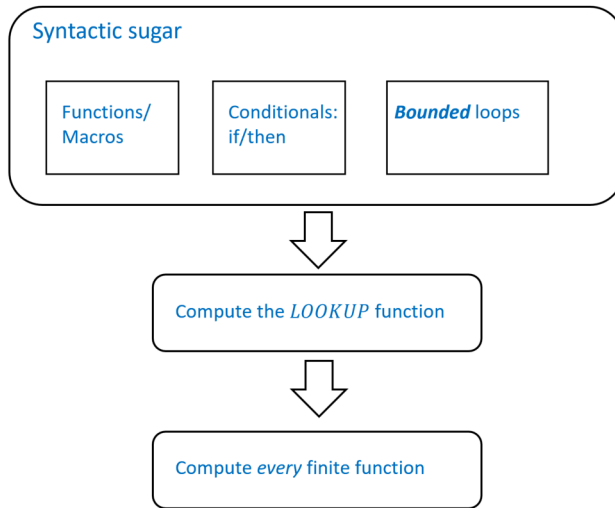 Syntactic sugar
Functions/
Macros
Conditionals:
if/then
Bounded loops
Compute the LOOKUP function
Compute every finite function